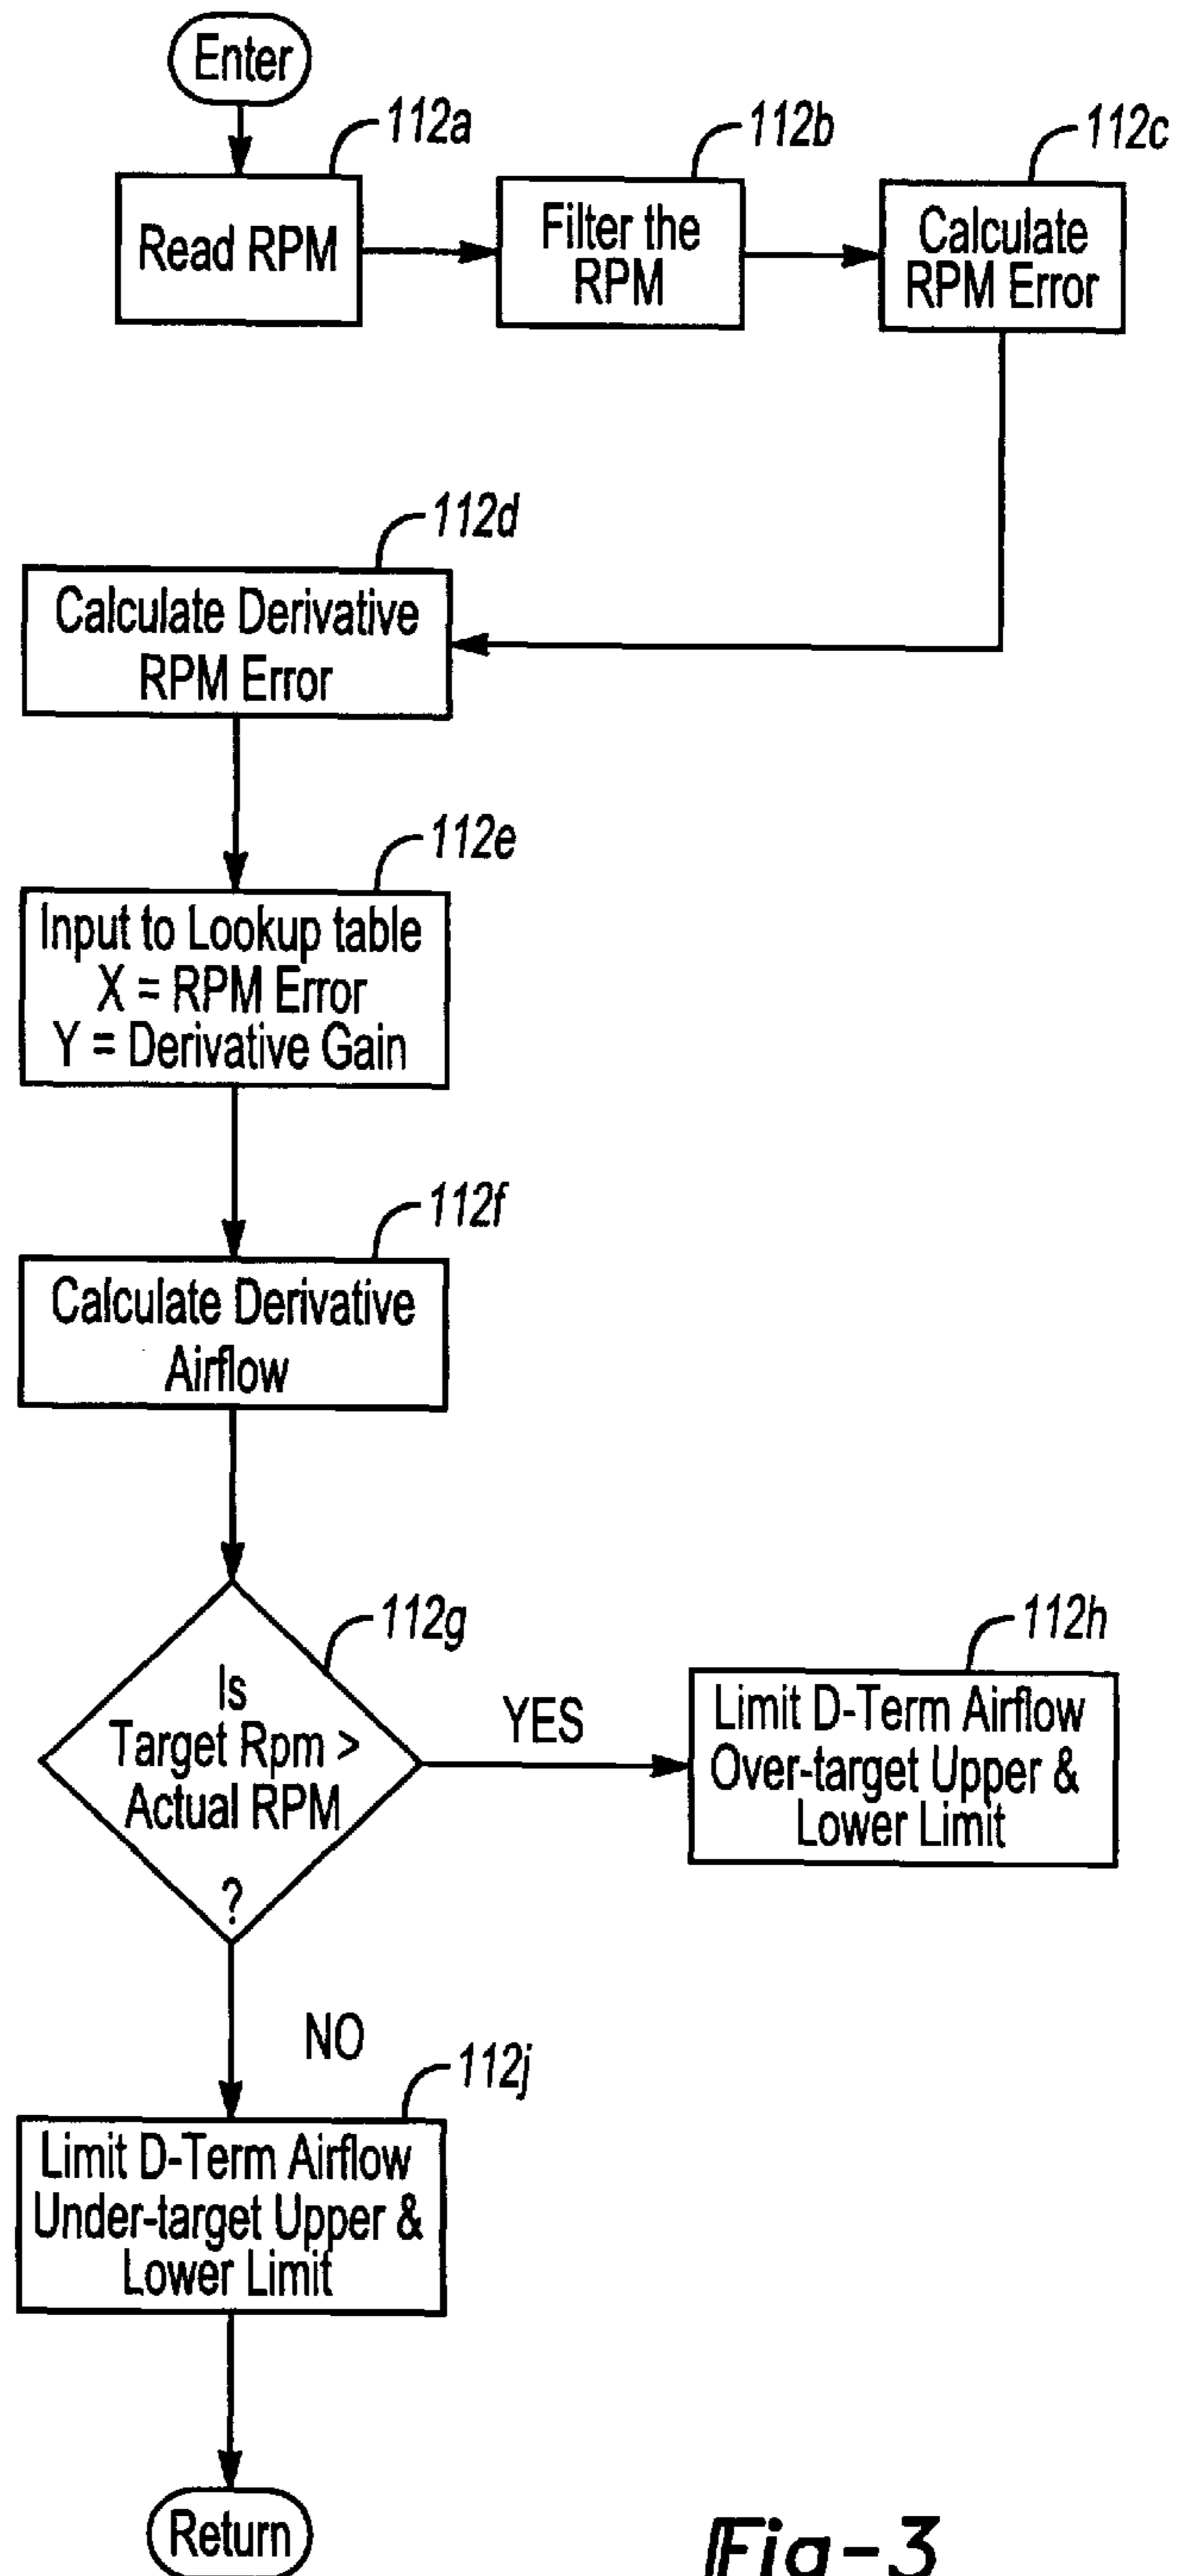 Enter
112a
Read RPM
112b
Filter the
RPM
112c
Calculate
RPM Error
112d
Calculate Derivative
RPM Error
112e
Input to Lookup table
X = RPM Error
Y = Derivative Gain
112f
Calculate Derivative
Airflow
112g
Is
Target Rpm >
Actual RPM
?
YES
112h
Limit D-Term Airflow
Over-target Upper &
Lower Limit
NO
112j
Limit D-Term Airflow
Under-target Upper &
Lower Limit
Return
Fig-3